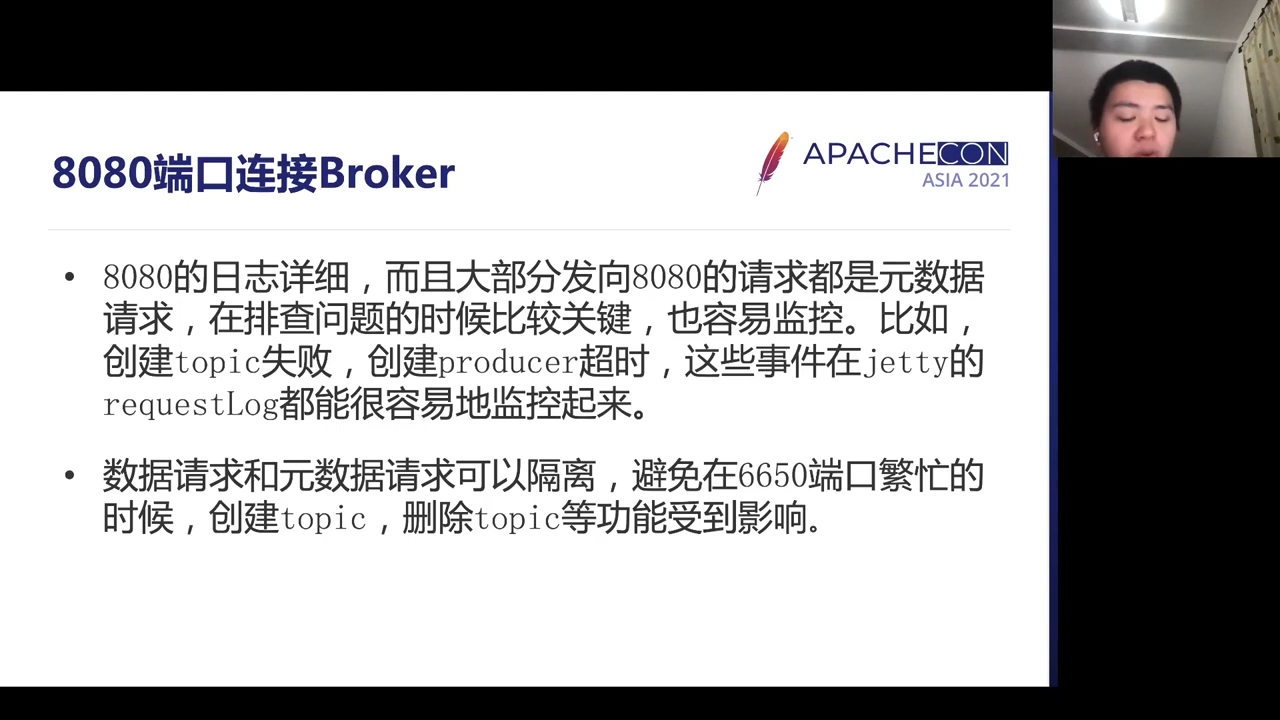 8080端口连接Broker
APACHECON
ASIA 2021
• 8080的日志详细，而且大部分发向8080的请求都是元数据
请求，在排查问题的时候比较关键，也容易监控。比如，
创建topic失败，创建producer超时，这些事件在jetty的
requestLog都能很容易地监控起来。
• 数据请求和元数据请求可以隔离，避免在6650端口繁忙的
时候，创建topic，删除topic等功能受到影响。